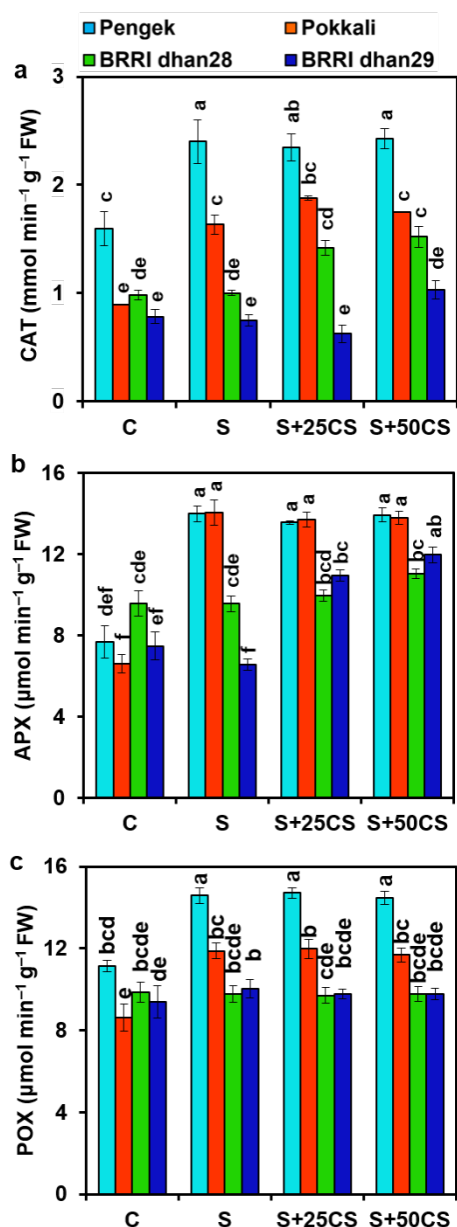 Pengek Pokkali
BRRI dhan28 BRRI dhan29
a
CAT (mmol min⁻¹ g⁻¹ FW)
3
2
1
0
c e de e
a c de e
ab bc cd e
a c c de
C S S+25CS S+50CS
b
APX (µmol min⁻¹ g⁻¹ FW)
16
12
8
4
0
def f cde ef
a a cde f
a a bcd bc
a a bc ab
C S S+25CS S+50CS
c
POX (µmol min⁻¹ g⁻¹ FW)
16
12
8
4
0
bcd e bcde de
a bc bcde b
a b cde bcde
a bc bcde bcde
C S S+25CS S+50CS